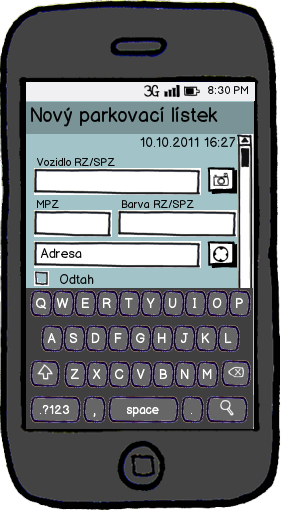 3G 8:30 PM
Nový parkovací lístek
10.10.2011 16:27
Vozidlo RZ/SPZ
MPZ Barva RZ/SPZ
Adresa
Odtah
Q W E R T Y U I O P
A S D F G H J K L
Z X C V B N M
.?123 , space .